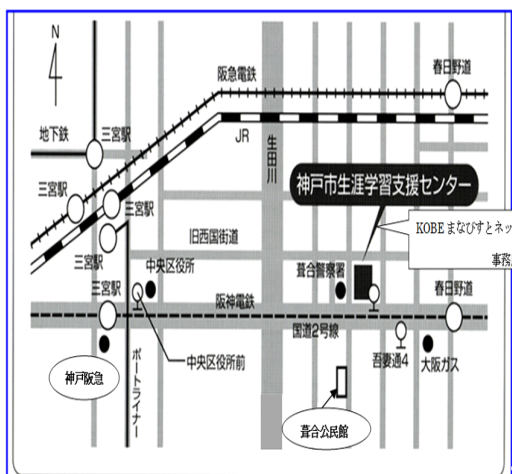 N
阪急電鉄
春日野道
地下鉄
三宮駅
JR
生田川
神戸市生涯学習支援センター
三宮駅
三宮駅
KOBE まなびすとネッ
事務
三宮駅
旧西国街道
中央区役所
葺合警察署
三宮駅
阪神電鉄
春日野道
国道2号線
ポートライナー
中央区役所前
吾妻通4
大阪ガス
神戸阪急
葺合公民館